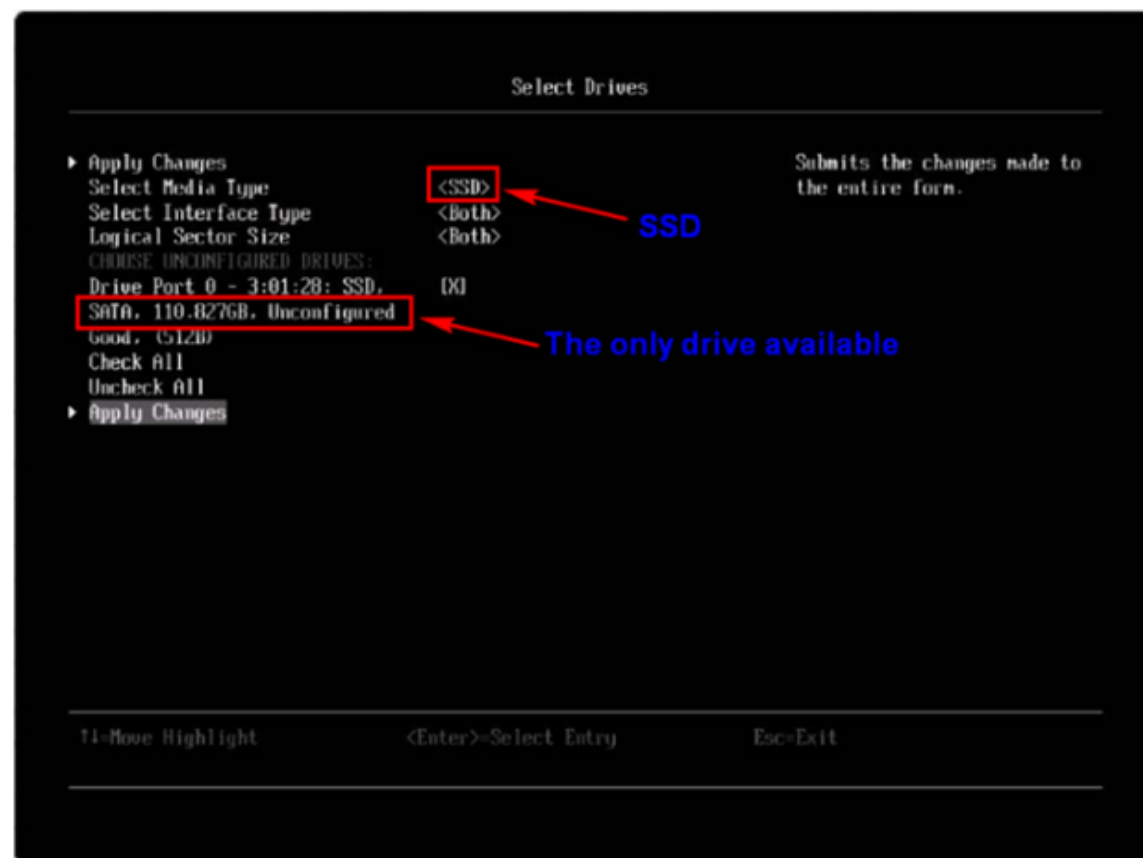 Select Drives
Apply Changes
Submits the changes made to
the entire form.
Select Media Type <SSD>
SSD
Select Interface Type <Both>
Logical Sector Size <Both>
CHOOSE UNCONFIGURED DRIVES:
Drive Port 0 - 3:01:28: SSD, [X]
SATA, 110.827GB, Unconfigured
The only drive available
Good, (512B)
Check All
Uncheck All
Apply Changes
↑↓=Move Highlight <Enter>=Select Entry Esc=Exit